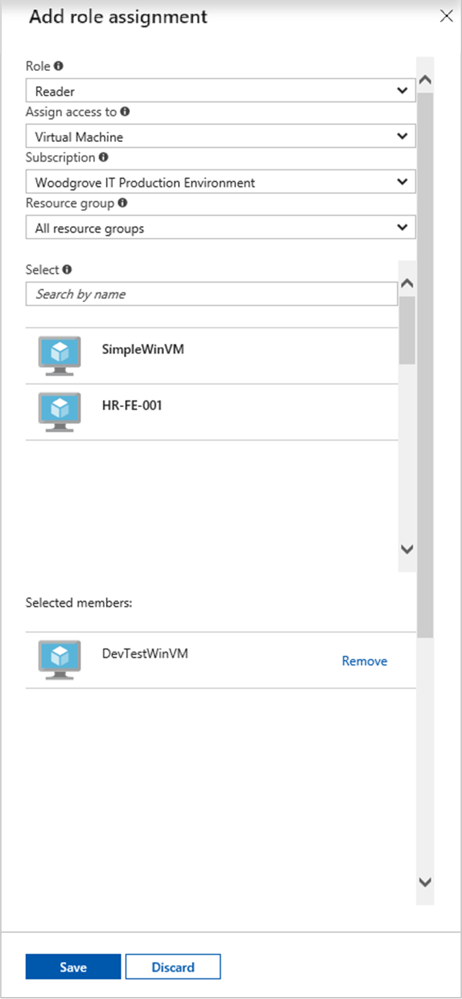 Add role assignment
Role
Reader
Assign access to
Virtual Machine
Subscription
Woodgrove IT Production Environment
Resource group
All resource groups
Select
Search by name
SimpleWinVM
HR-FE-001
Selected members:
DevTestWinVM
Remove
Save
Discard